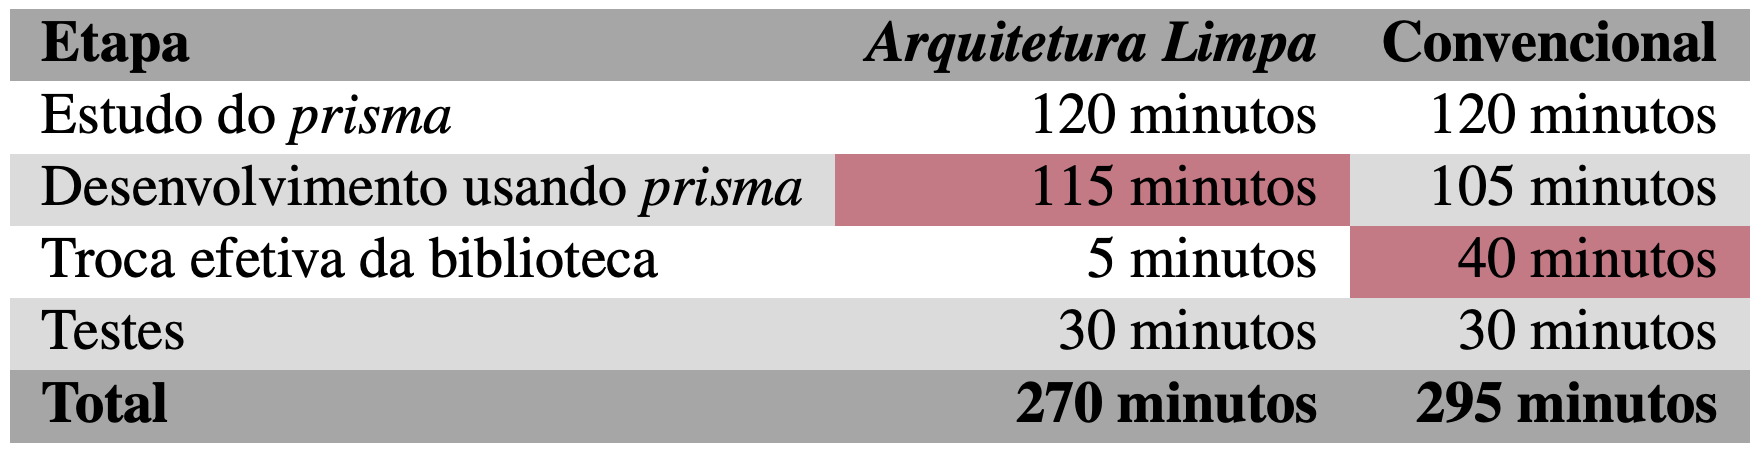 Etapa Arquitetura Limpa Convencional
Estudo do prisma 120 minutos 120 minutos
Desenvolvimento usando prisma 115 minutos 105 minutos
Troca efetiva da biblioteca 5 minutos 40 minutos
Testes 30 minutos 30 minutos
Total 270 minutos 295 minutos